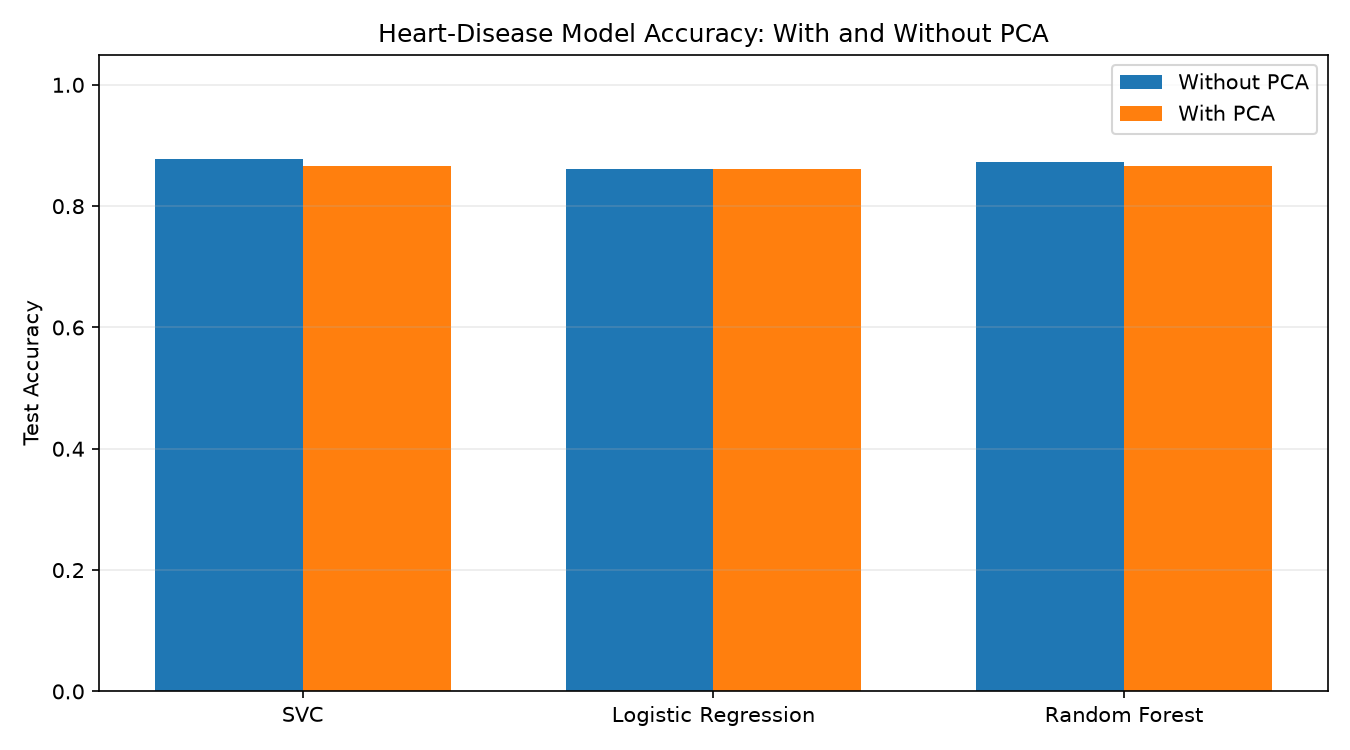 Heart-Disease Model Accuracy: With and Without PCA
Without PCA
With PCA
Test Accuracy
1.0
0.8
0.6
0.4
0.2
0.0
SVC
Logistic Regression
Random Forest